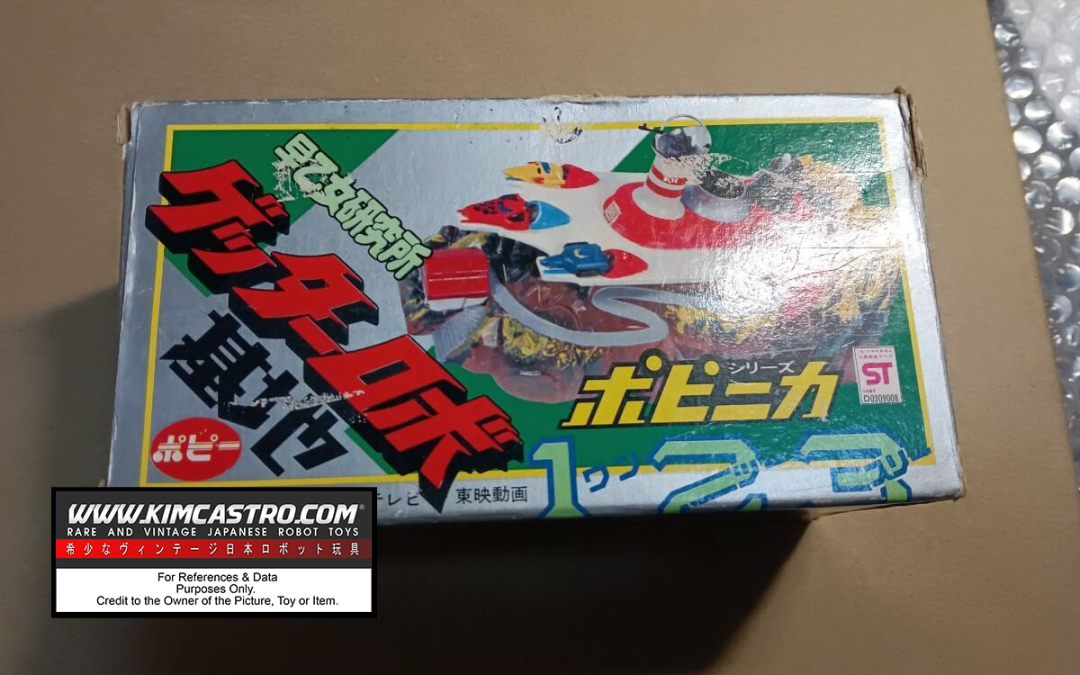 早乙女研究所
ゲッターロボ
基地
ポピー
シリーズ
ポピニカ
ST
D0309008
テレビ
東映動画
1ワン2 3
WWW.KIMCASTRO.COM®
RARE AND VINTAGE JAPANESE ROBOT TOYS
希少なヴィンテージ日本ロボット玩具
For References & Data
Purposes Only.
Credit to the Owner of the Picture, Toy or Item.